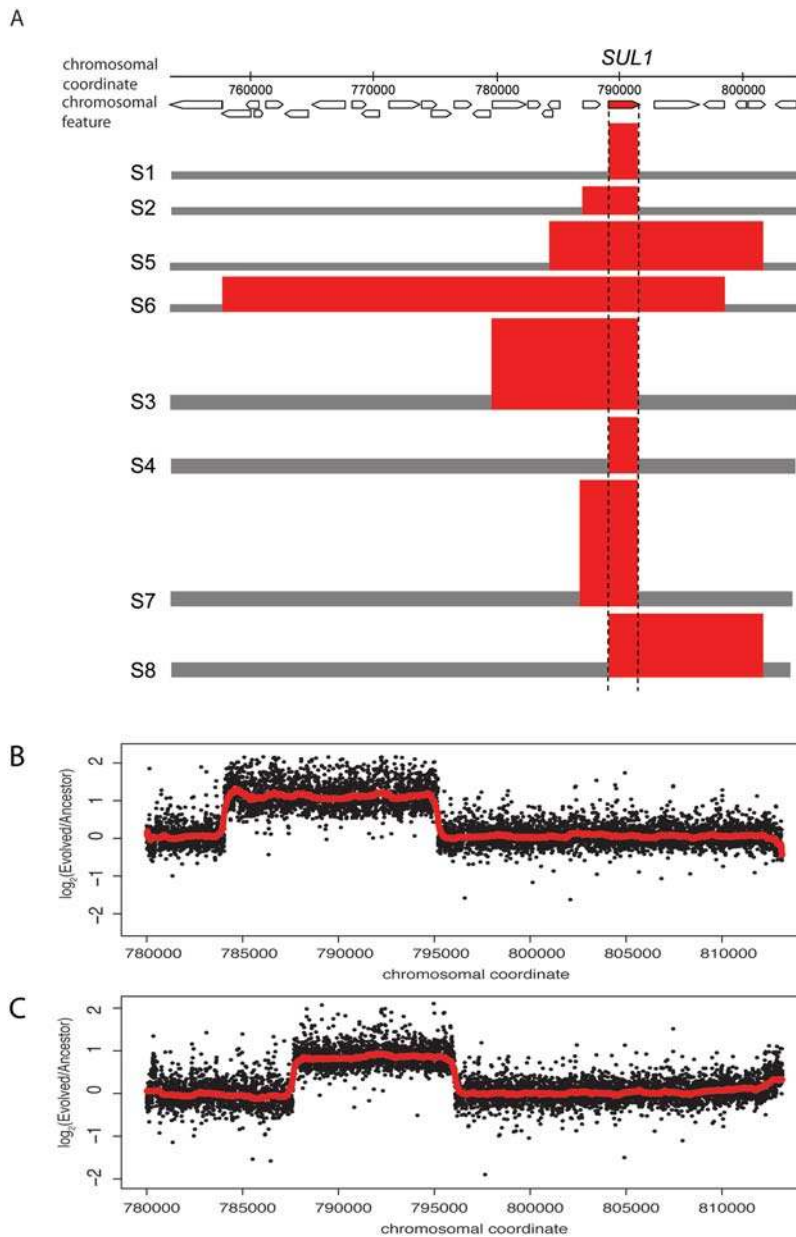 A
SUL1
chromosomal
coordinate
760000 770000 780000 790000 800000
chromosomal
feature
S1
S2
S5
S6
S3
S4
S7
S8
B
log2(Evolved/Ancestor)
2
1
0
-1
-2
780000 785000 790000 795000 800000 805000 810000
chromosomal coordinate
C
log2(Evolved/Ancestor)
2
1
0
-1
-2
780000 785000 790000 795000 800000 805000 810000
chromosomal coordinate